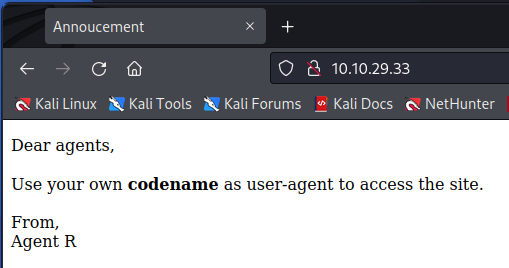 Annoucement
10.10.29.33
Kali Linux Kali Tools Kali Forums Kali Docs NetHunter
Dear agents,
Use your own codename as user-agent to access the site.
From,
Agent R